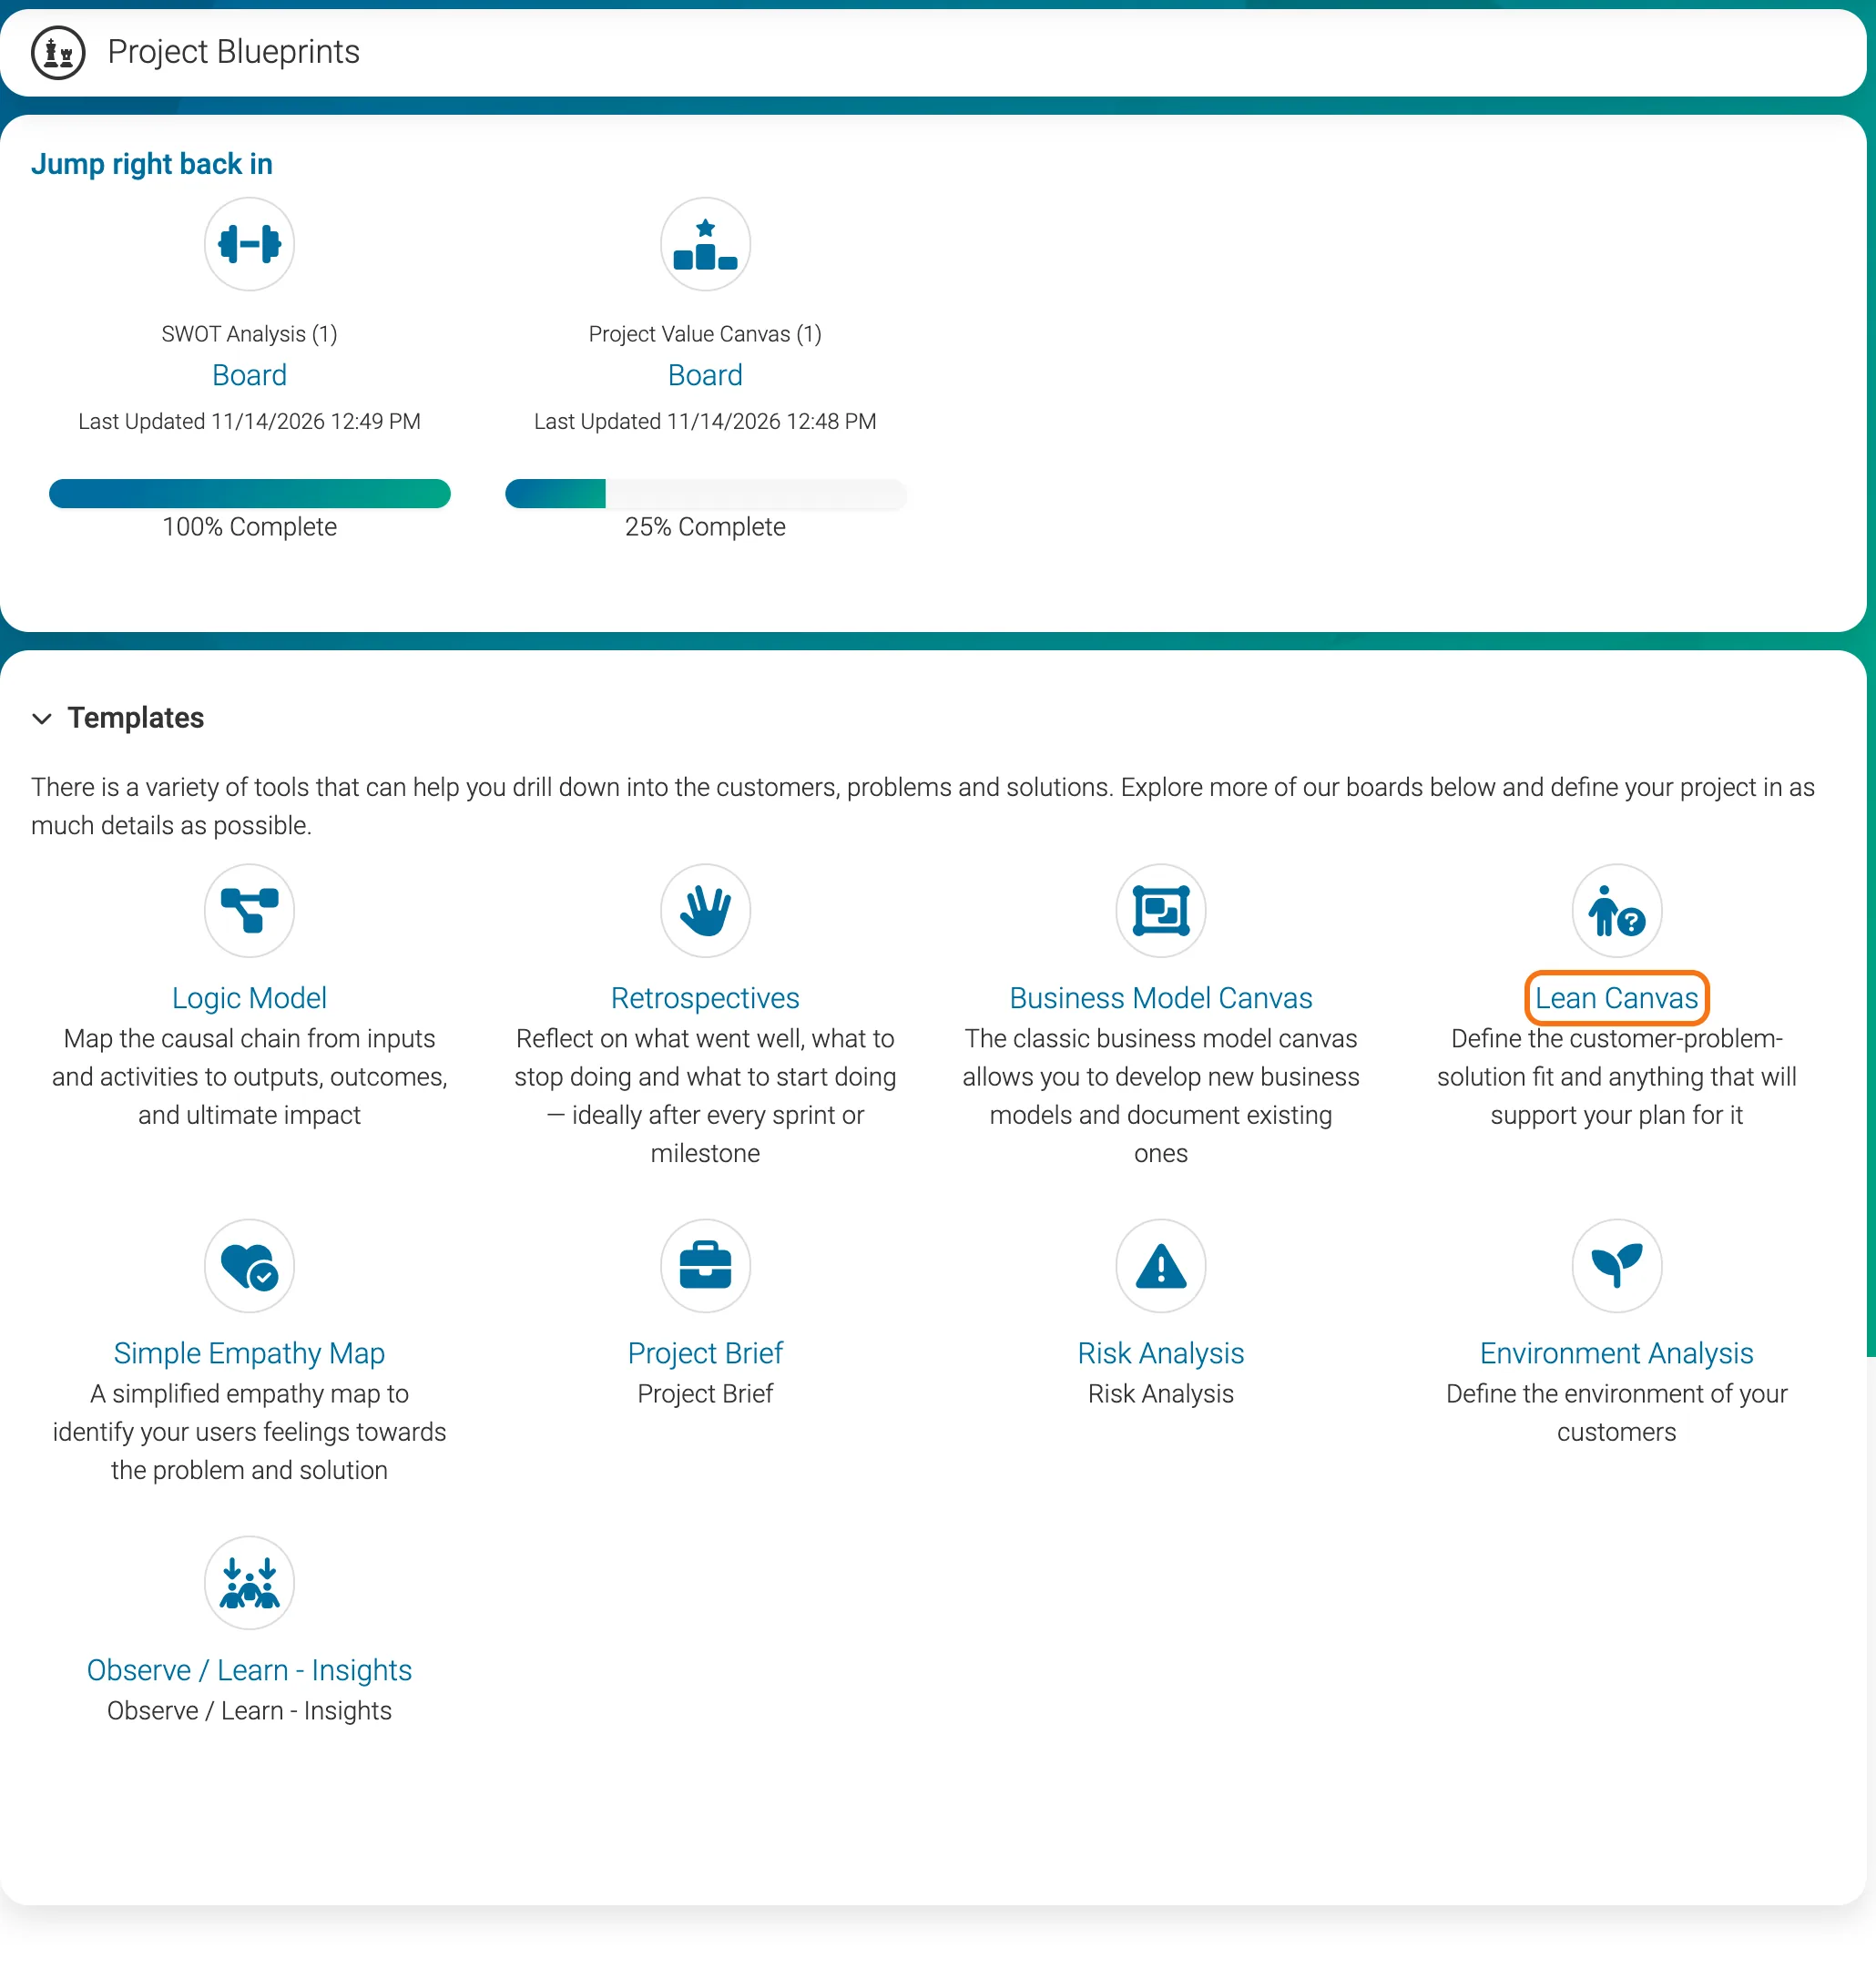 Project Blueprints
Jump right back in
SWOT Analysis (1)
Board
Last Updated 11/14/2026 12:49 PM
100% Complete
Project Value Canvas (1)
Board
Last Updated 11/14/2026 12:48 PM
25% Complete
Templates
There is a variety of tools that can help you drill down into the customers, problems and solutions. Explore more of our boards below and define your project in as
much details as possible.
Logic Model
Map the causal chain from inputs
and activities to outputs, outcomes,
and ultimate impact
Retrospectives
Reflect on what went well, what to
stop doing and what to start doing
— ideally after every sprint or
milestone
Business Model Canvas
The classic business model canvas
allows you to develop new business
models and document existing
ones
Lean Canvas
Define the customer-problem-
solution fit and anything that will
support your plan for it
Simple Empathy Map
A simplified empathy map to
identify your users feelings towards
the problem and solution
Project Brief
Project Brief
Risk Analysis
Risk Analysis
Environment Analysis
Define the environment of your
customers
Observe / Learn - Insights
Observe / Learn - Insights